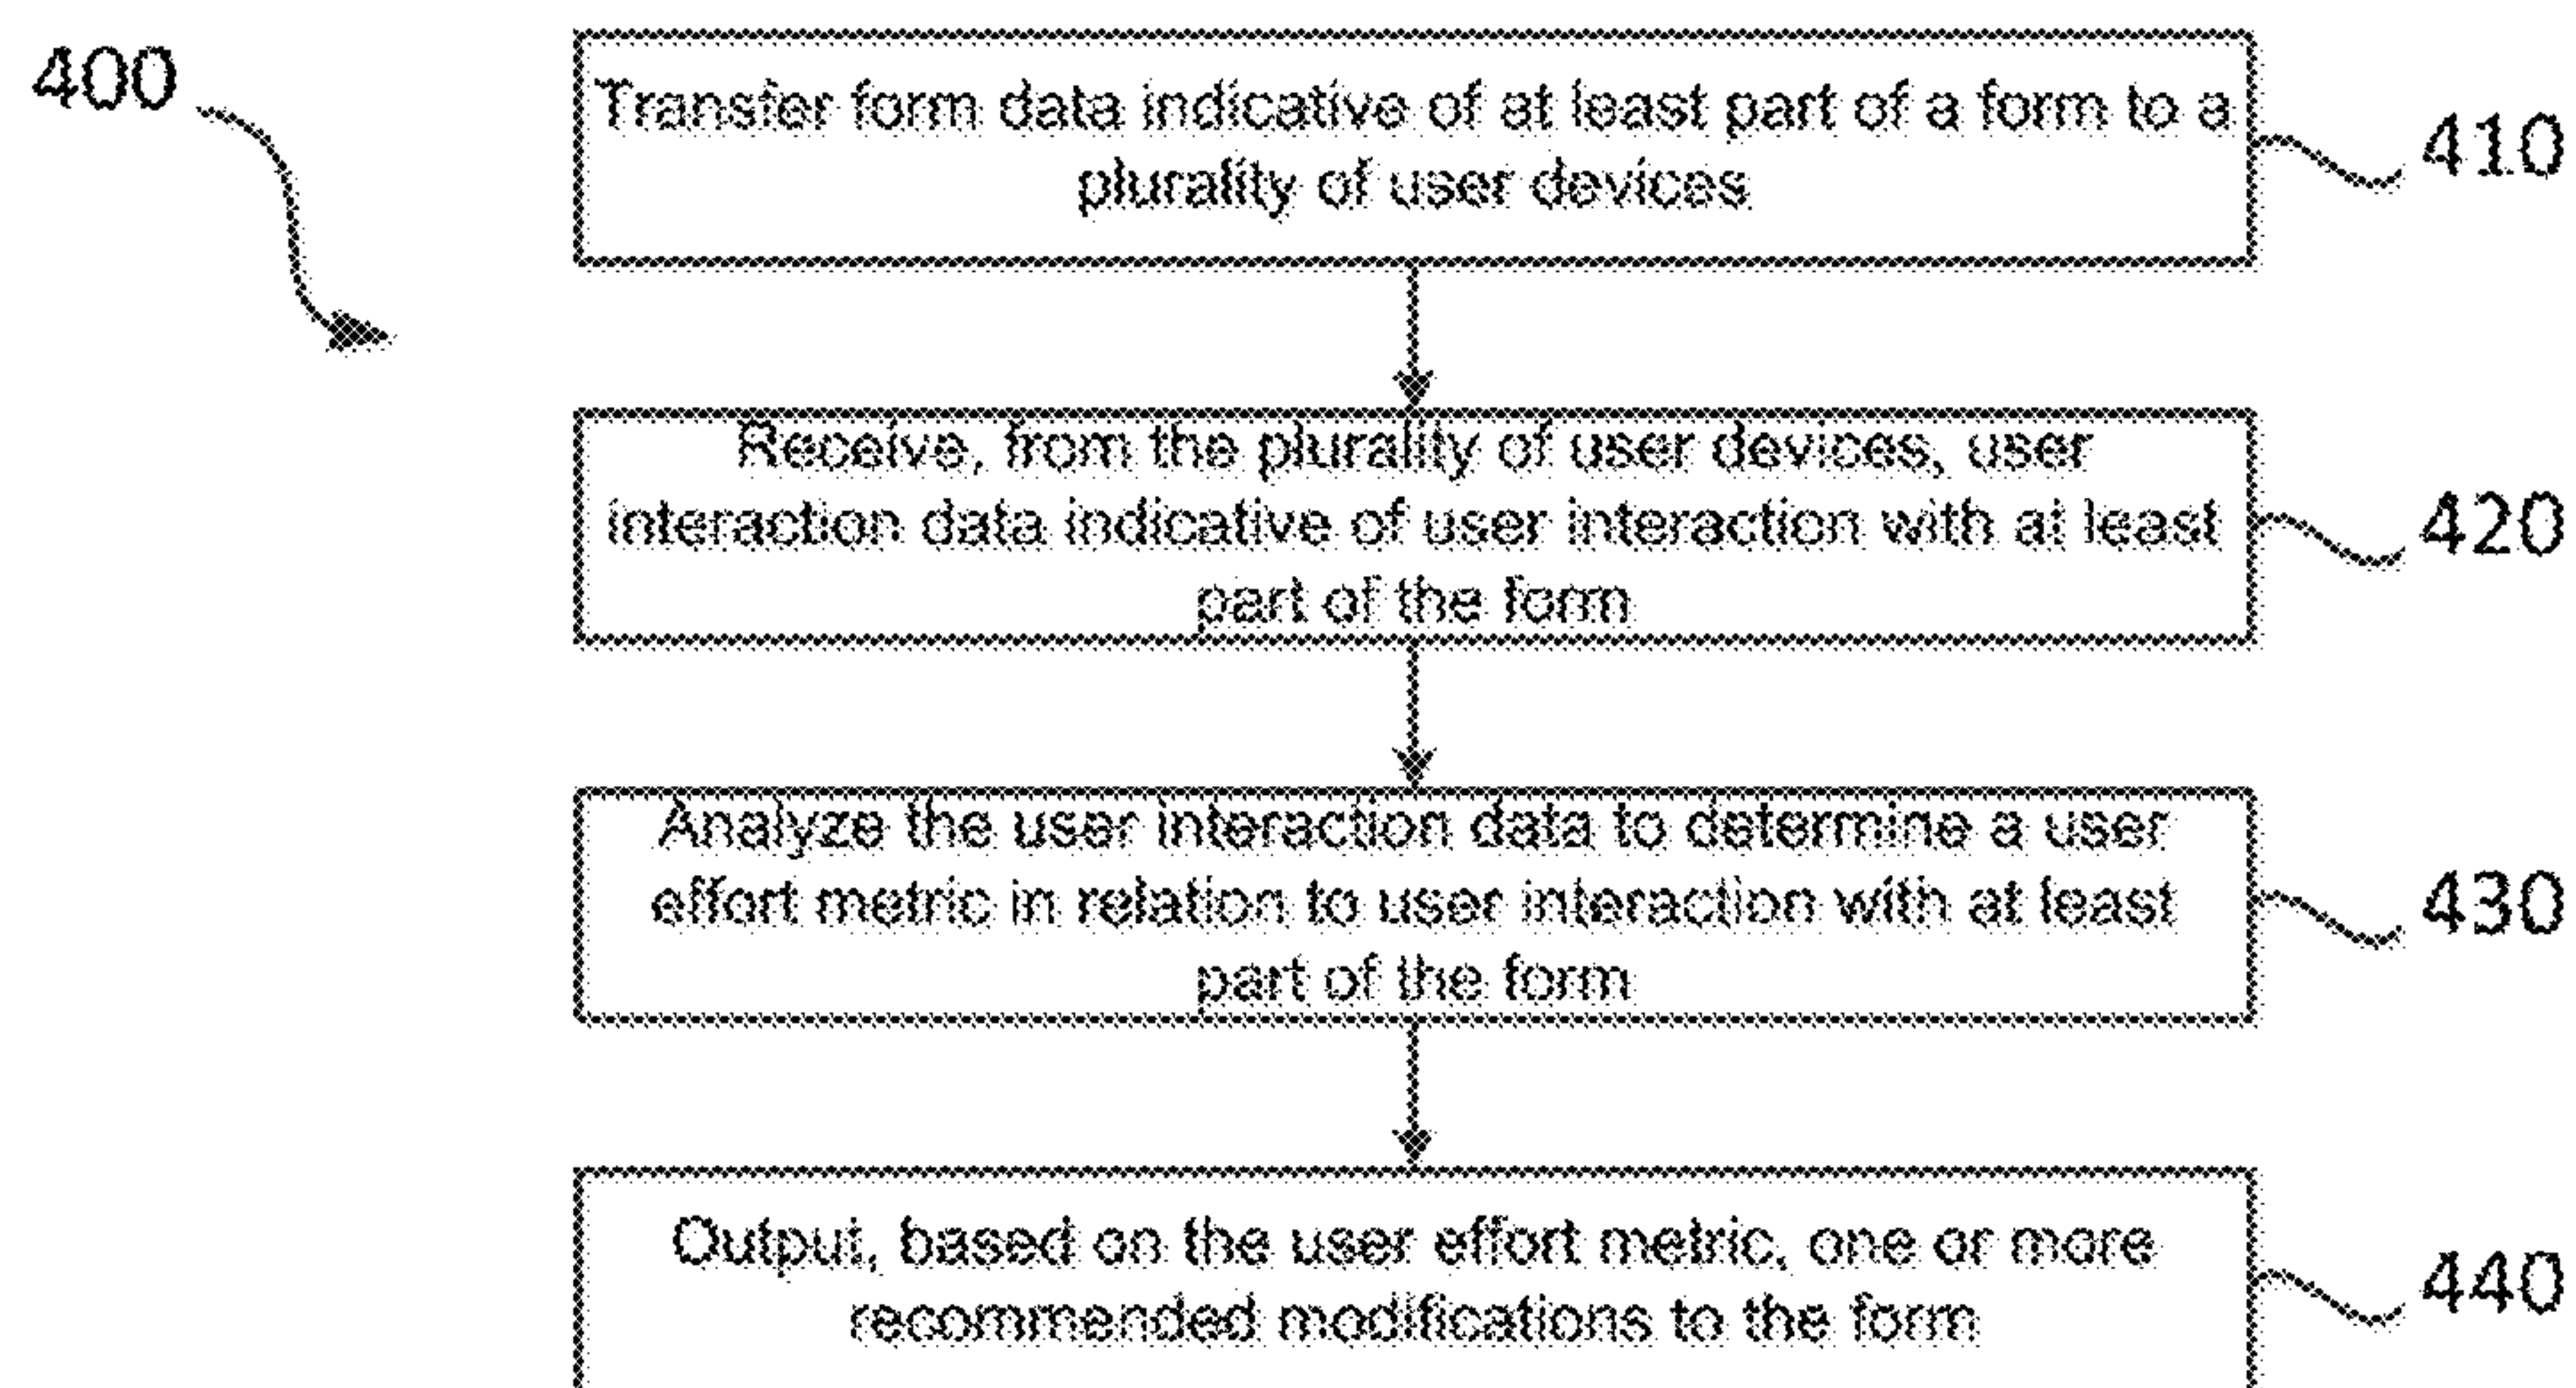 400
Transfer form data indicative of at least part of a form to a
plurality of user devices
410
Receive, from the plurality of user devices, user
interaction data indicative of user interaction with at least
part of the form
420
Analyze the user interaction data to determine a user
effort metric in relation to user interaction with at least
part of the form
430
Output, based on the user effort metric, one or more
recommended modifications to the form
440